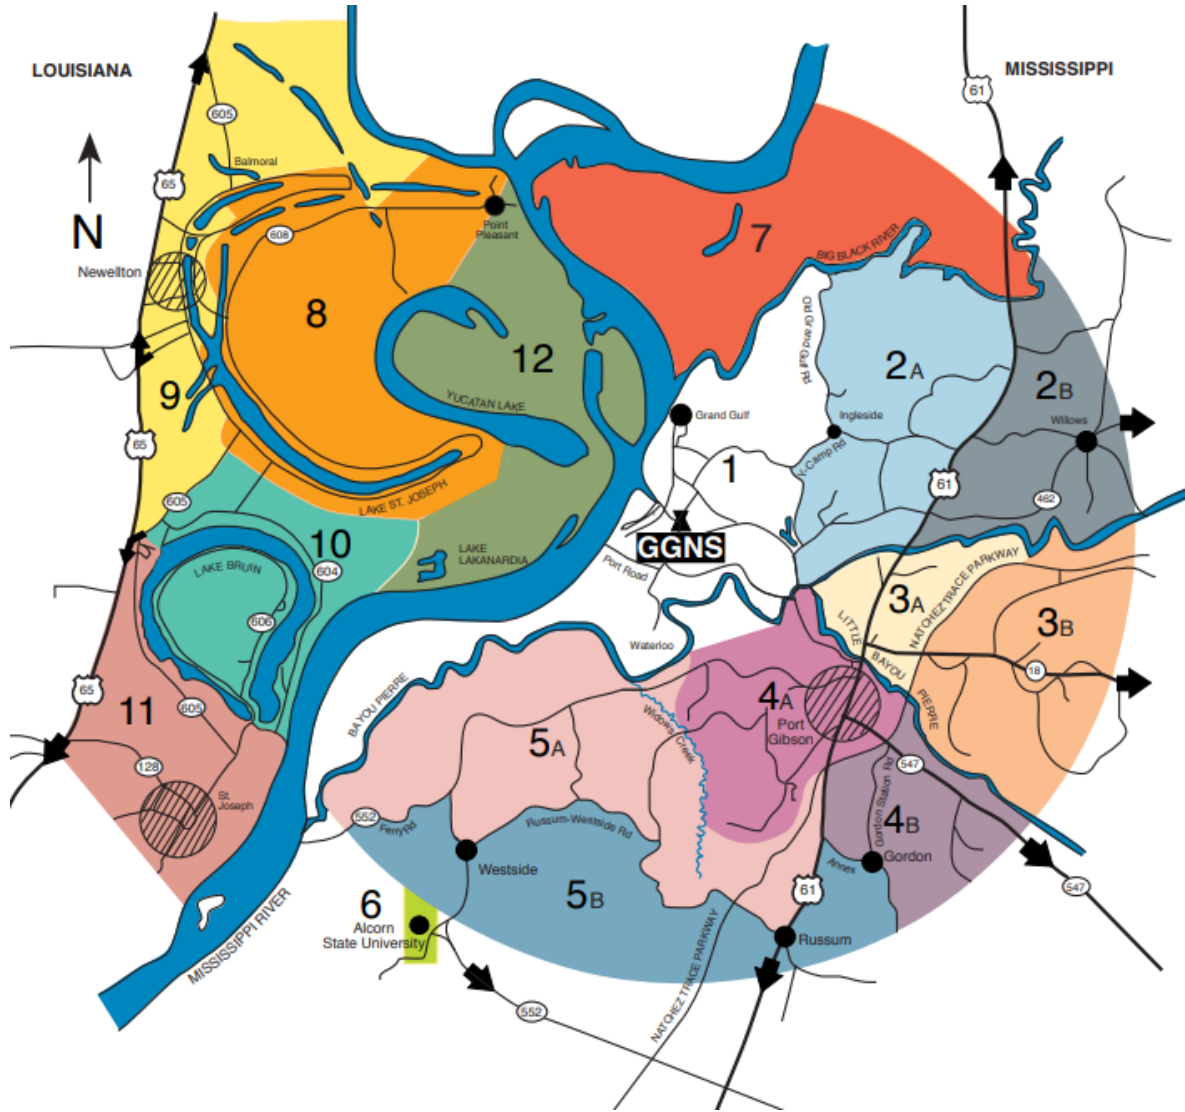 LOUISIANA
MISSISSIPPI
61
605
Balmoral
65
N
Point
Pleasant
608
7
BIG BLACK RIVER
Newellton
8
Old Grand Gulf Rd
12
2A
2B
9
YUCATAN LAKE
Grand Gulf
Ingleside
Willows
65
1
Y-Camp Rd
61
462
605
LAKE ST. JOSEPH
GGNS
10
LAKE
LAKANARDIA
LAKE BRUIN
604
Port Road
NATCHEZ TRACE PARKWAY
3A
606
LITTLE
BAYOU
PIERRE
3B
Waterloo
18
65
11
605
BAYOU PIERRE
Widows Creek
4A
Port
Gibson
5A
128
547
St.
Joseph
552
Ferry Rd
Russum-Westside Rd
Gordon Station Rd
4B
Westside
Annex
Gordon
61
547
5B
6
Alcorn
State University
Russum
MISSISSIPPI RIVER
NATCHEZ TRACE PARKWAY
552